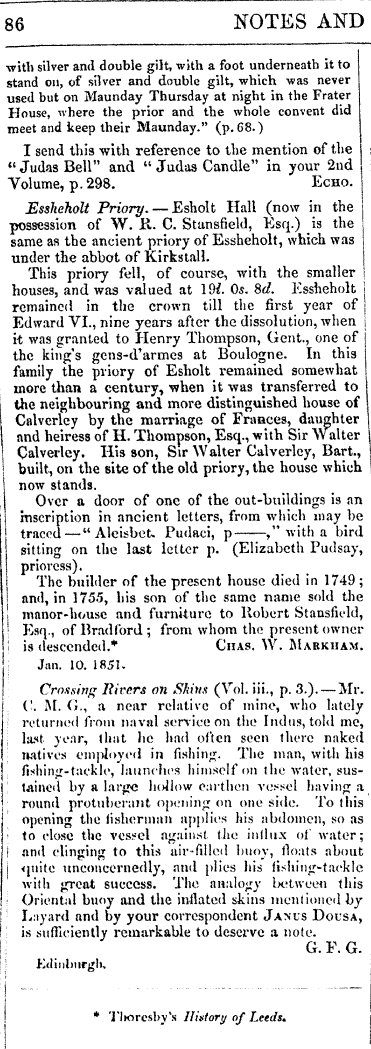 86 NOTES AND
with silver and double gilt, with a foot underneath it to
stand on, of silver and double gilt, which was never
used but on Maunday Thursday at night in the Frater
House, where the prior and the whole convent did
meet and keep their Maunday." (p. 68.)
I send this with reference to the mention of the
"Judas Bell" and "Judas Candle" in your 2nd
Volume, p. 298. ECHO.
Essheholt Priory. — Esholt Hall (now in the
possession of W. R. C. Stansfield, Esq.) is the
same as the ancient priory of Essheholt, which was
under the abbot of Kirkstall.
This priory fell, of course, with the smaller
houses, and was valued at 19l. 0s. 8d. Essheholt
remained in the crown till the first year of
Edward VI., nine years after the dissolution, when
it was granted to Henry Thompson, Gent., one of
the king's gens-d'armes at Boulogne. In this
family the priory of Esholt remained somewhat
more than a century, when it was transferred to
the neighbouring and more distinguished house of
Calverley by the marriage of Frances, daughter
and heiress of H. Thompson, Esq., with Sir Walter
Calverley. His son, Sir Walter Calverley, Bart.,
built, on the site of the old priory, the house which
now stands.
Over a door of one of the out-buildings is an
inscription in ancient letters, from which may be
traced — "Alcisbet. Pudaci, p——," with a bird
sitting on the last letter p. (Elizabeth Pudsay,
prioress).
The builder of the present house died in 1749;
and, in 1755, his son of the same name sold the
manor-house and furniture to Robert Stansfield,
Esq., of Bradford; from whom the present owner
is descended.* CHAS. W. MARKHAM.
Jan. 10. 1851.
Crossing Rivers on Skins (Vol. iii., p. 3.). — Mr.
C. M. G., a near relative of mine, who lately
returned from naval service on the Indus, told me,
last year, that he had often seen there naked
natives employed in fishing. The man, with his
fishing-tackle, launches himself on the water, sus-
tained by a large hollow earthen vessel having a
round protuberant opening on one side. To this
opening the fisherman applies his abdomen, so as
to close the vessel against the influx of water;
and clinging to this air-filled buoy, floats about
quite unconcernedly, and plies his fishing-tackle
with great success. The analogy between this
Oriental buoy and the inflated skins mentioned by
Layard and by your correspondent JANUS DOUSA,
is sufficiently remarkable to deserve a note.
G. F. G.
Edinburgh.
* Thoresby's History of Leeds.